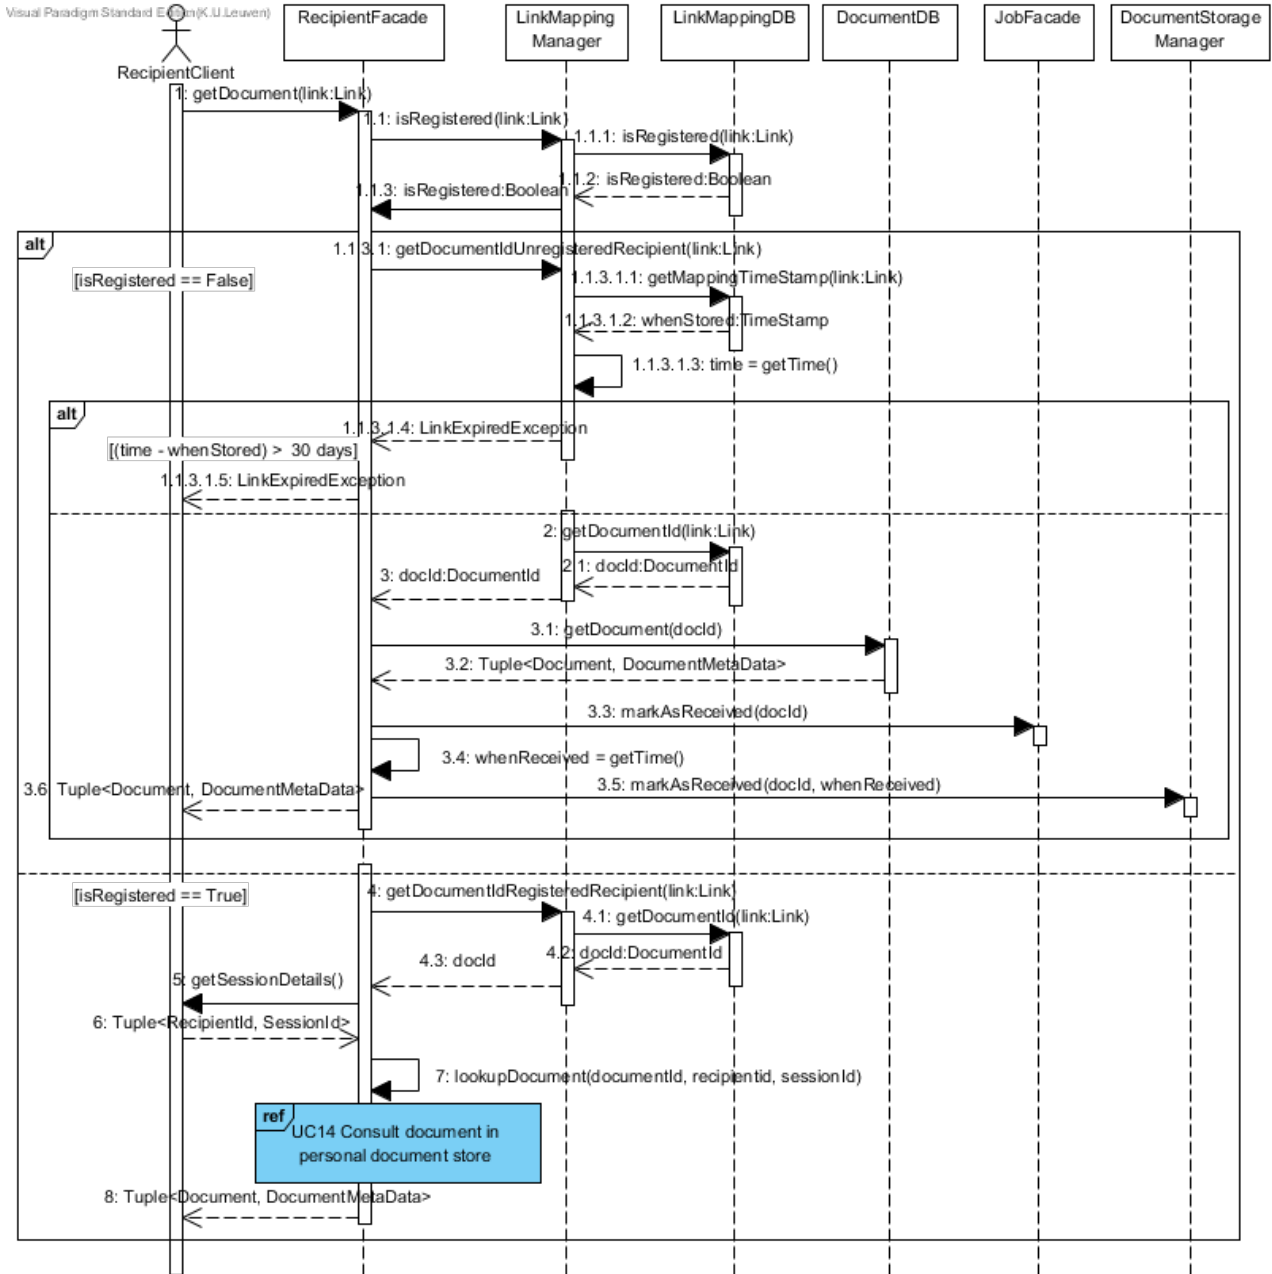 Visual Paradigm Standard Edition(K.U.Leuven)
RecipientClient
RecipientFacade
LinkMapping
Manager
LinkMappingDB
DocumentDB
JobFacade
DocumentStorage
Manager
1: getDocument(link:Link)
1.1: isRegistered(link:Link)
1.1.1: isRegistered(link:Link)
1.1.2: isRegistered:Boolean
1.1.3: isRegistered:Boolean
alt
1.1.3.1: getDocumentIdUnregisteredRecipient(link:Link)
[isRegistered == False]
1.1.3.1.1: getMappingTimeStamp(link:Link)
1.1.3.1.2: whenStored:TimeStamp
1.1.3.1.3: time = getTime()
alt
1.1.3.1.4: LinkExpiredException
[(time - whenStored) > 30 days]
1.1.3.1.5: LinkExpiredException
2: getDocumentId(link:Link)
2.1: docId:DocumentId
3: docId:DocumentId
3.1: getDocument(docId)
3.2: Tuple<Document, DocumentMetaData>
3.3: markAsReceived(docId)
3.4: whenReceived = getTime()
3.5: markAsReceived(docId, whenReceived)
3.6: Tuple<Document, DocumentMetaData>
[isRegistered == True]
4: getDocumentIdRegisteredRecipient(link:Link)
4.1: getDocumentId(link:Link)
4.2: docId:DocumentId
4.3: docId
5: getSessionDetails()
6: Tuple<RecipientId, SessionId>
7: lookupDocument(documentId, recipientid, sessionId)
ref
UC14 Consult document in
personal document store
8: Tuple<Document, DocumentMetaData>